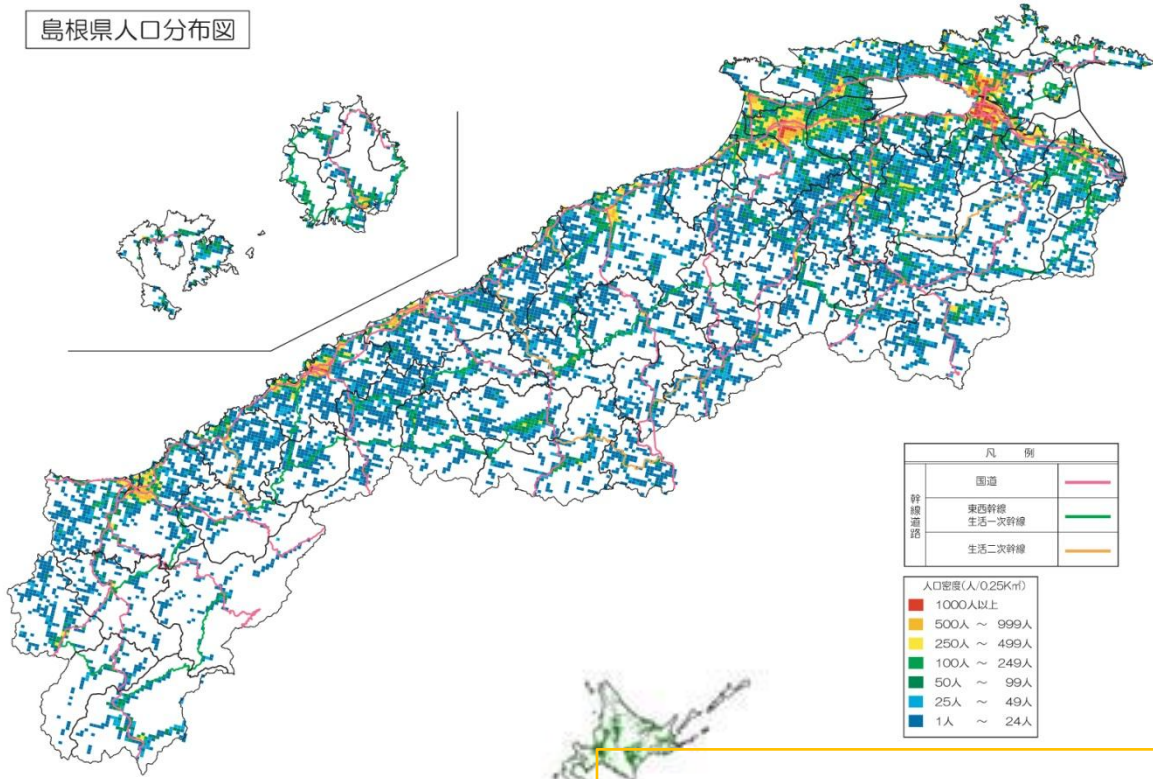 島根県人口分布図
凡 例
幹線道路
国道
東西幹線
生活一次幹線
生活二次幹線
人口密度(人/0.25K㎡)
1000人以上
500人 ～ 999人
250人 ～ 499人
100人 ～ 249人
50人 ～ 99人
25人 ～ 49人
1人 ～ 24人